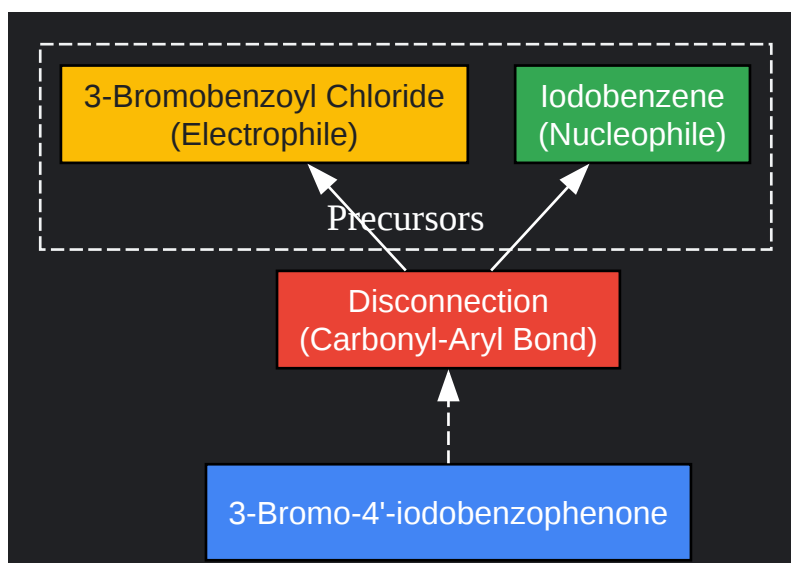 3-Bromobenzoyl Chloride
(Electrophile)
Iodobenzene
(Nucleophile)
Precursors
Disconnection
(Carbonyl-Aryl Bond)
3-Bromo-4'-iodobenzophenone